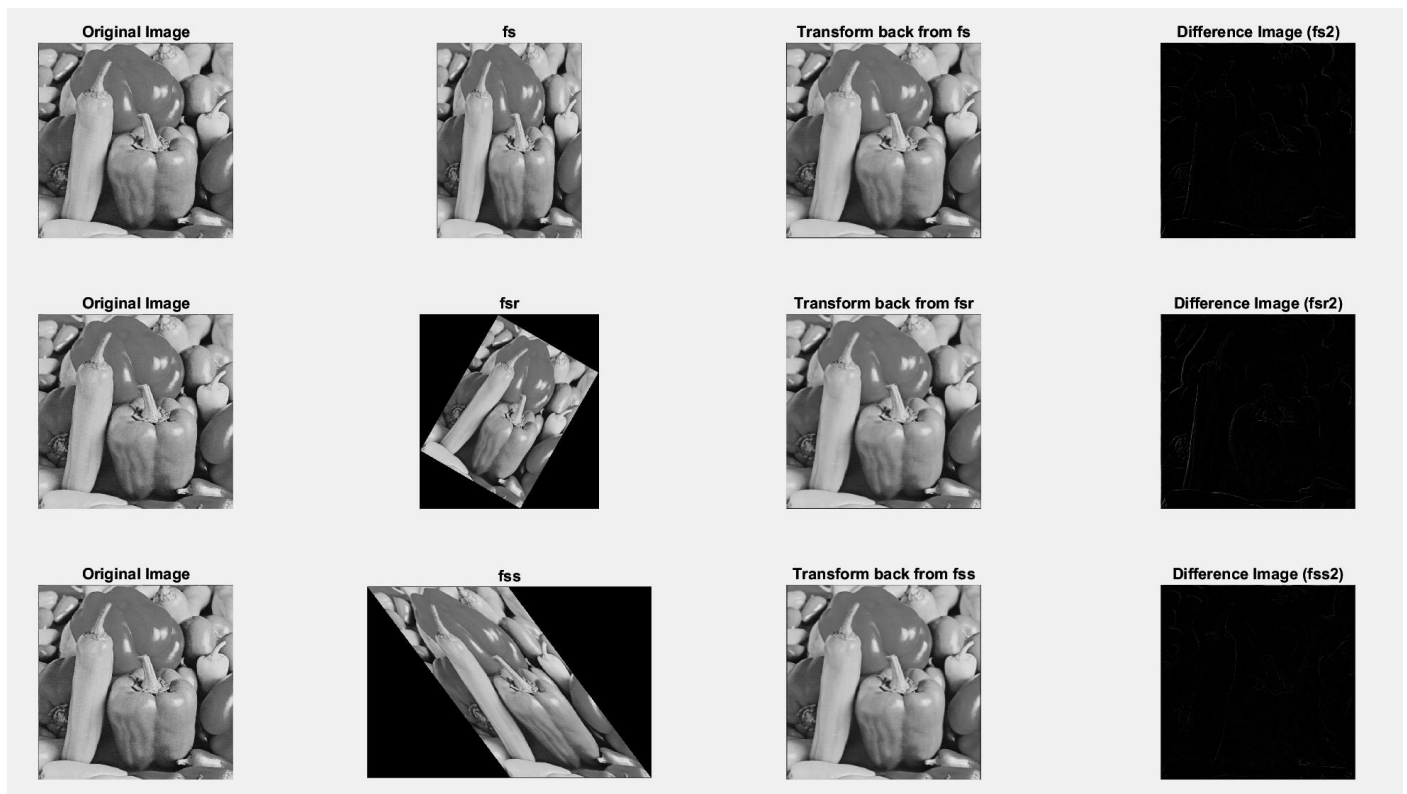 Original Image
fs
Transform back from fs
Difference Image (fs2)
Original Image
fsr
Transform back from fsr
Difference Image (fsr2)
Original Image
fss
Transform back from fss
Difference Image (fss2)